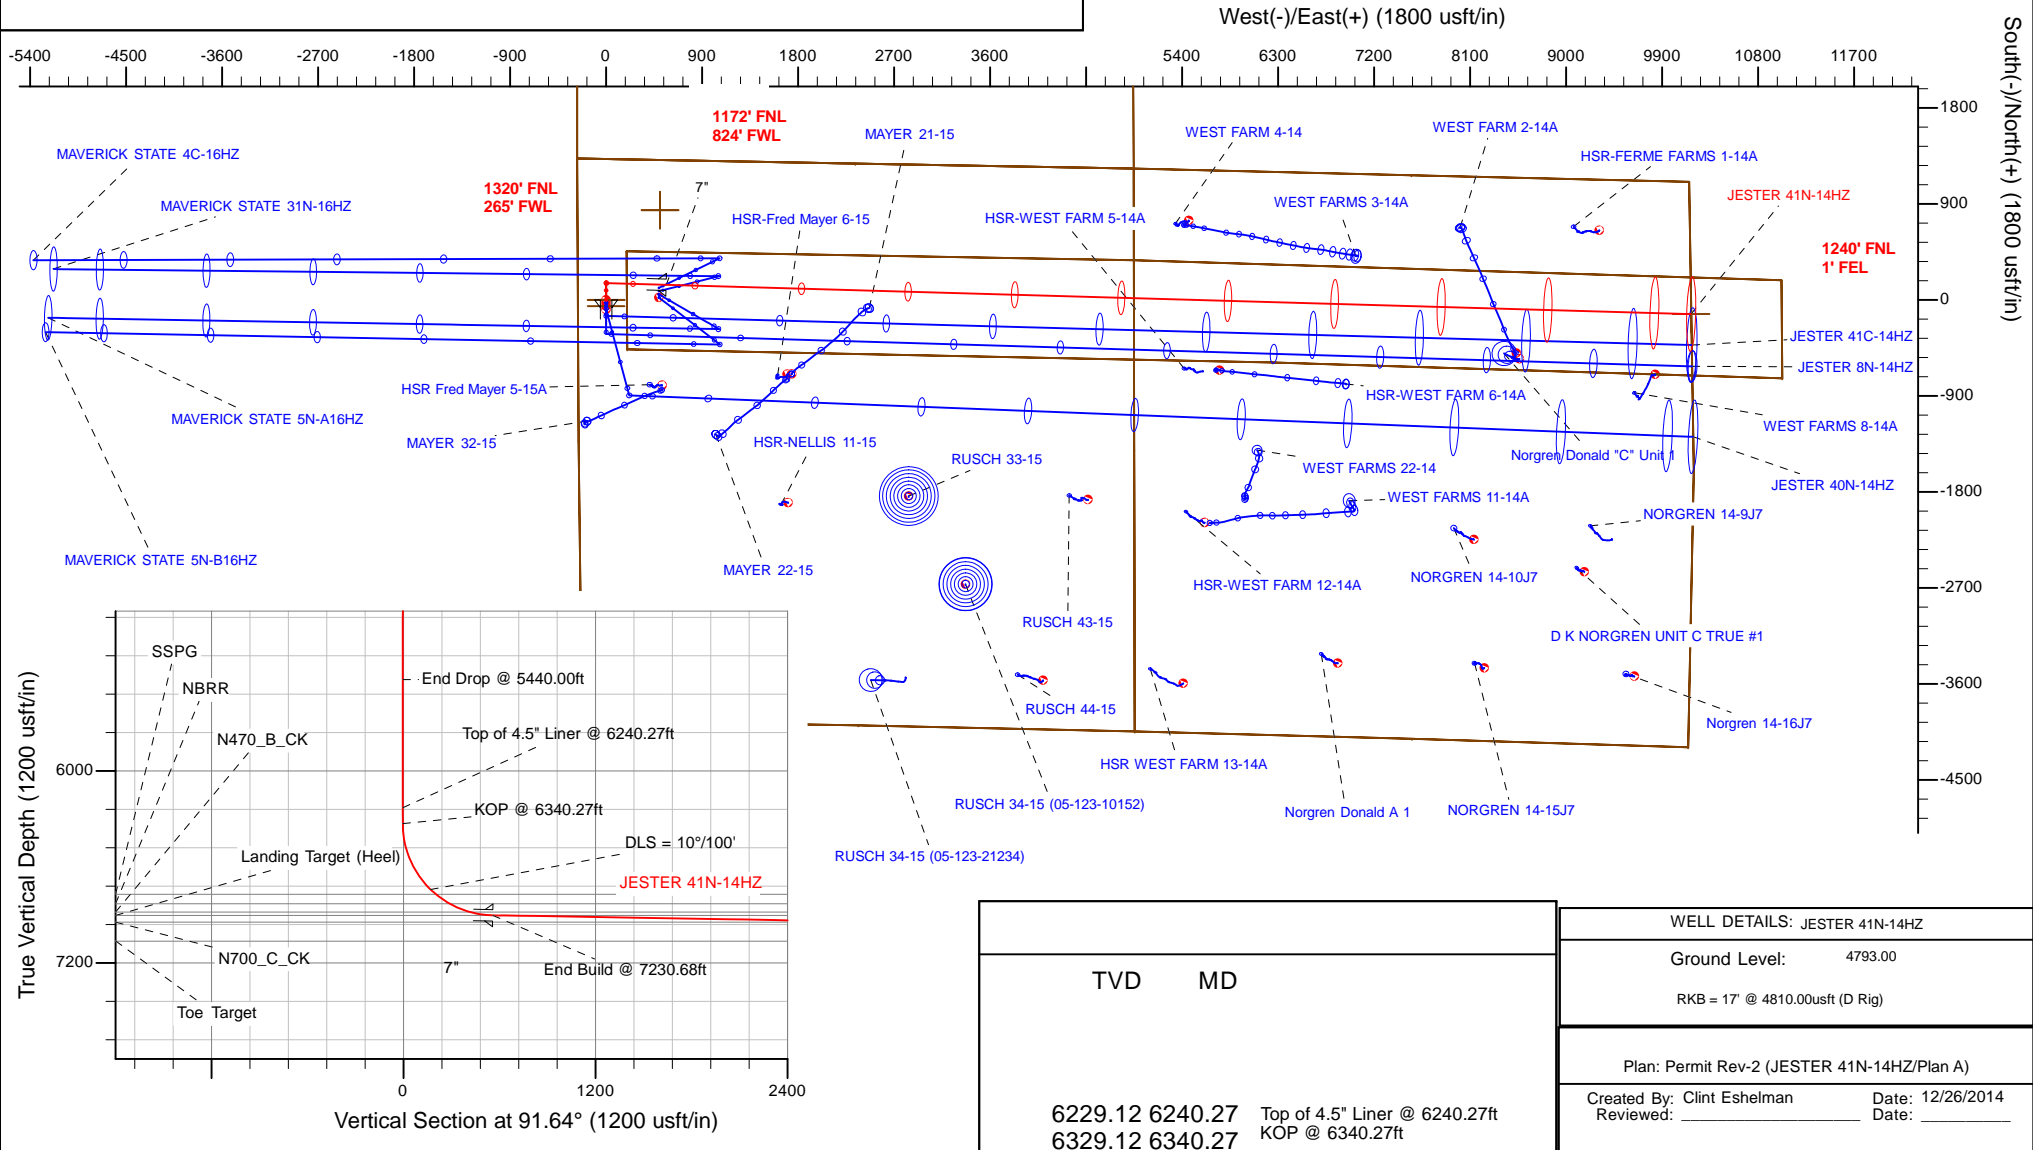 West(-)/East(+) (1800 usft/in)
-5400 -4500 -3600 -2700 -1800 -900 0 900 1800 2700 3600 5400 6300 7200 8100 9000 9900 10800 11700
South(-)/North(+) (1800 usft/in)
1800
900
0
-900
-1800
-2700
-3600
-4500
1172' FNL
824' FWL
1320' FNL
265' FWL
1240' FNL
1' FEL
7"
MAVERICK STATE 4C-16HZ
MAVERICK STATE 31N-16HZ
MAYER 21-15
HSR-Fred Mayer 6-15
WEST FARM 4-14
WEST FARM 2-14A
HSR-FERME FARMS 1-14A
JESTER 41N-14HZ
HSR-WEST FARM 5-14A
WEST FARMS 3-14A
JESTER 41C-14HZ
JESTER 8N-14HZ
HSR Fred Mayer 5-15A
HSR-WEST FARM 6-14A
MAVERICK STATE 5N-A16HZ
MAYER 32-15
HSR-NELLIS 11-15
WEST FARMS 8-14A
RUSCH 33-15
WEST FARMS 22-14
Norgren Donald "C" Unit 1
JESTER 40N-14HZ
WEST FARMS 11-14A
NORGREN 14-9J7
MAVERICK STATE 5N-B16HZ
MAYER 22-15
HSR-WEST FARM 12-14A
NORGREN 14-10J7
RUSCH 43-15
D K NORGREN UNIT C TRUE #1
RUSCH 44-15
Norgren 14-16J7
HSR WEST FARM 13-14A
RUSCH 34-15 (05-123-10152)
Norgren Donald A 1
NORGREN 14-15J7
RUSCH 34-15 (05-123-21234)
True Vertical Depth (1200 usft/in)
6000
7200
SSPG
NBRR
N470_B_CK
Landing Target (Heel)
N700_C_CK
Toe Target
End Drop @ 5440.00ft
Top of 4.5" Liner @ 6240.27ft
KOP @ 6340.27ft
DLS = 10°/100'
JESTER 41N-14HZ
7"
End Build @ 7230.68ft
0 1200 2400
Vertical Section at 91.64° (1200 usft/in)
TVD MD
6229.12 6240.27 Top of 4.5" Liner @ 6240.27ft
6329.12 6340.27 KOP @ 6340.27ft
WELL DETAILS: JESTER 41N-14HZ
Ground Level: 4793.00
RKB = 17' @ 4810.00usft (D Rig)
Plan: Permit Rev-2 (JESTER 41N-14HZ/Plan A)
Created By: Clint Eshelman Date: 12/26/2014
Reviewed: ____________________ Date: __________